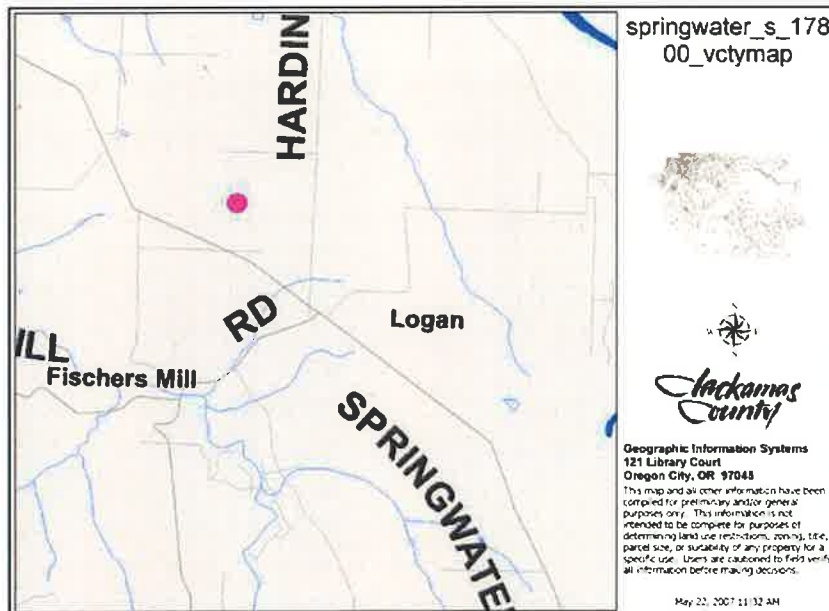 springwater_s_178
00_vctymap
HARDIN
RD
Logan
ILL
Fischers Mill
SPRINGWATER
Clackamas
County
Geographic Information Systems
121 Library Court
Oregon City, OR 97045
This map and all other information have been
compiled for preliminary and/or general
purposes only. This information is not
intended to be complete for purposes of
determining land use restrictions, zoning, title,
parcel size, or suitability of any property for a
specific use. Users are cautioned to field verify
all information before making decisions.
May 22, 2007 11:32 AM